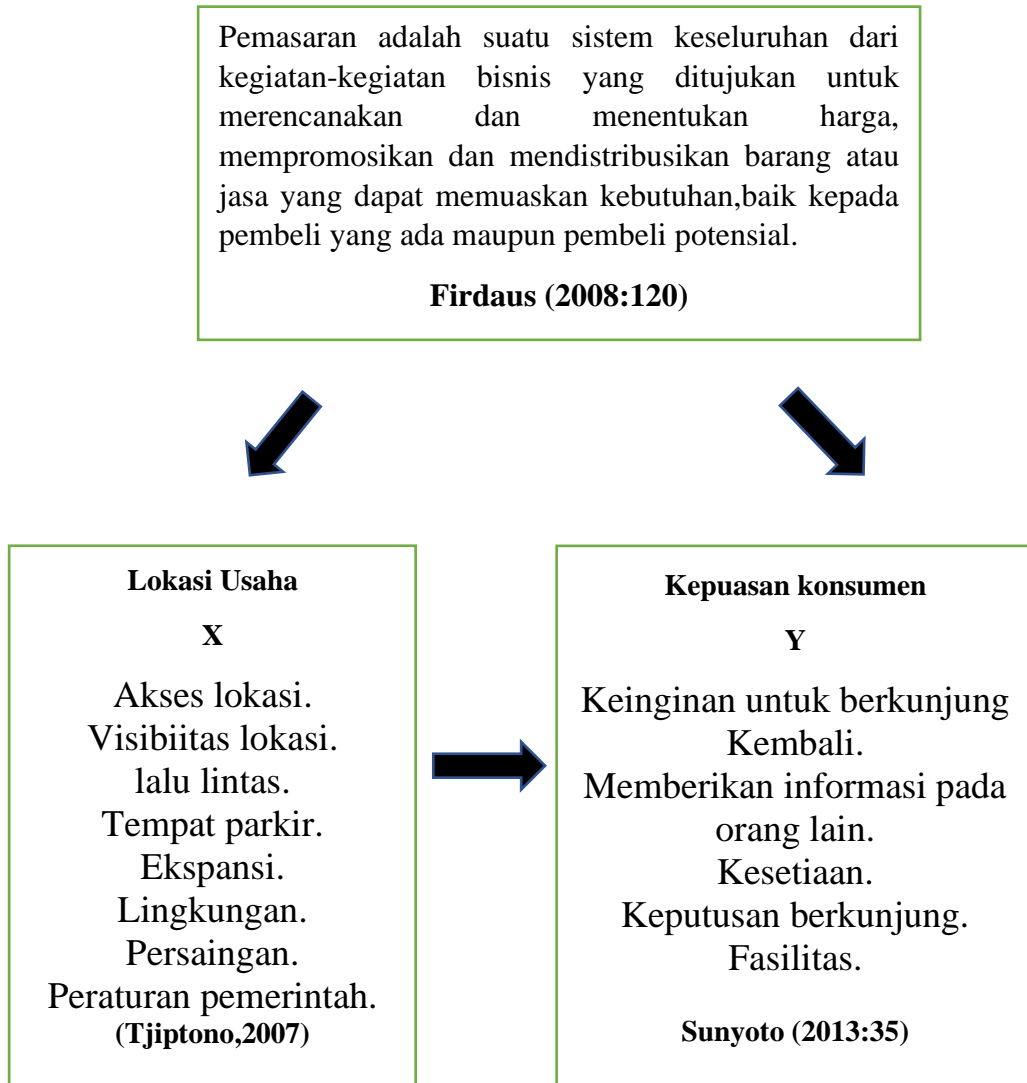 Pemasaran adalah suatu sistem keseluruhan dari
kegiatan-kegiatan bisnis yang ditujukan untuk
merencanakan dan menentukan harga,
mempromosikan dan mendistribusikan barang atau
jasa yang dapat memuaskan kebutuhan,baik kepada
pembeli yang ada maupun pembeli potensial.
Firdaus (2008:120)
Lokasi Usaha
X
Akses lokasi.
Visibiitas lokasi.
lalu lintas.
Tempat parkir.
Ekspansi.
Lingkungan.
Persaingan.
Peraturan pemerintah.
(Tjiptono,2007)
Kepuasan konsumen
Y
Keinginan untuk berkunjung
Kembali.
Memberikan informasi pada
orang lain.
Kesetiaan.
Keputusan berkunjung.
Fasilitas.
Sunyoto (2013:35)